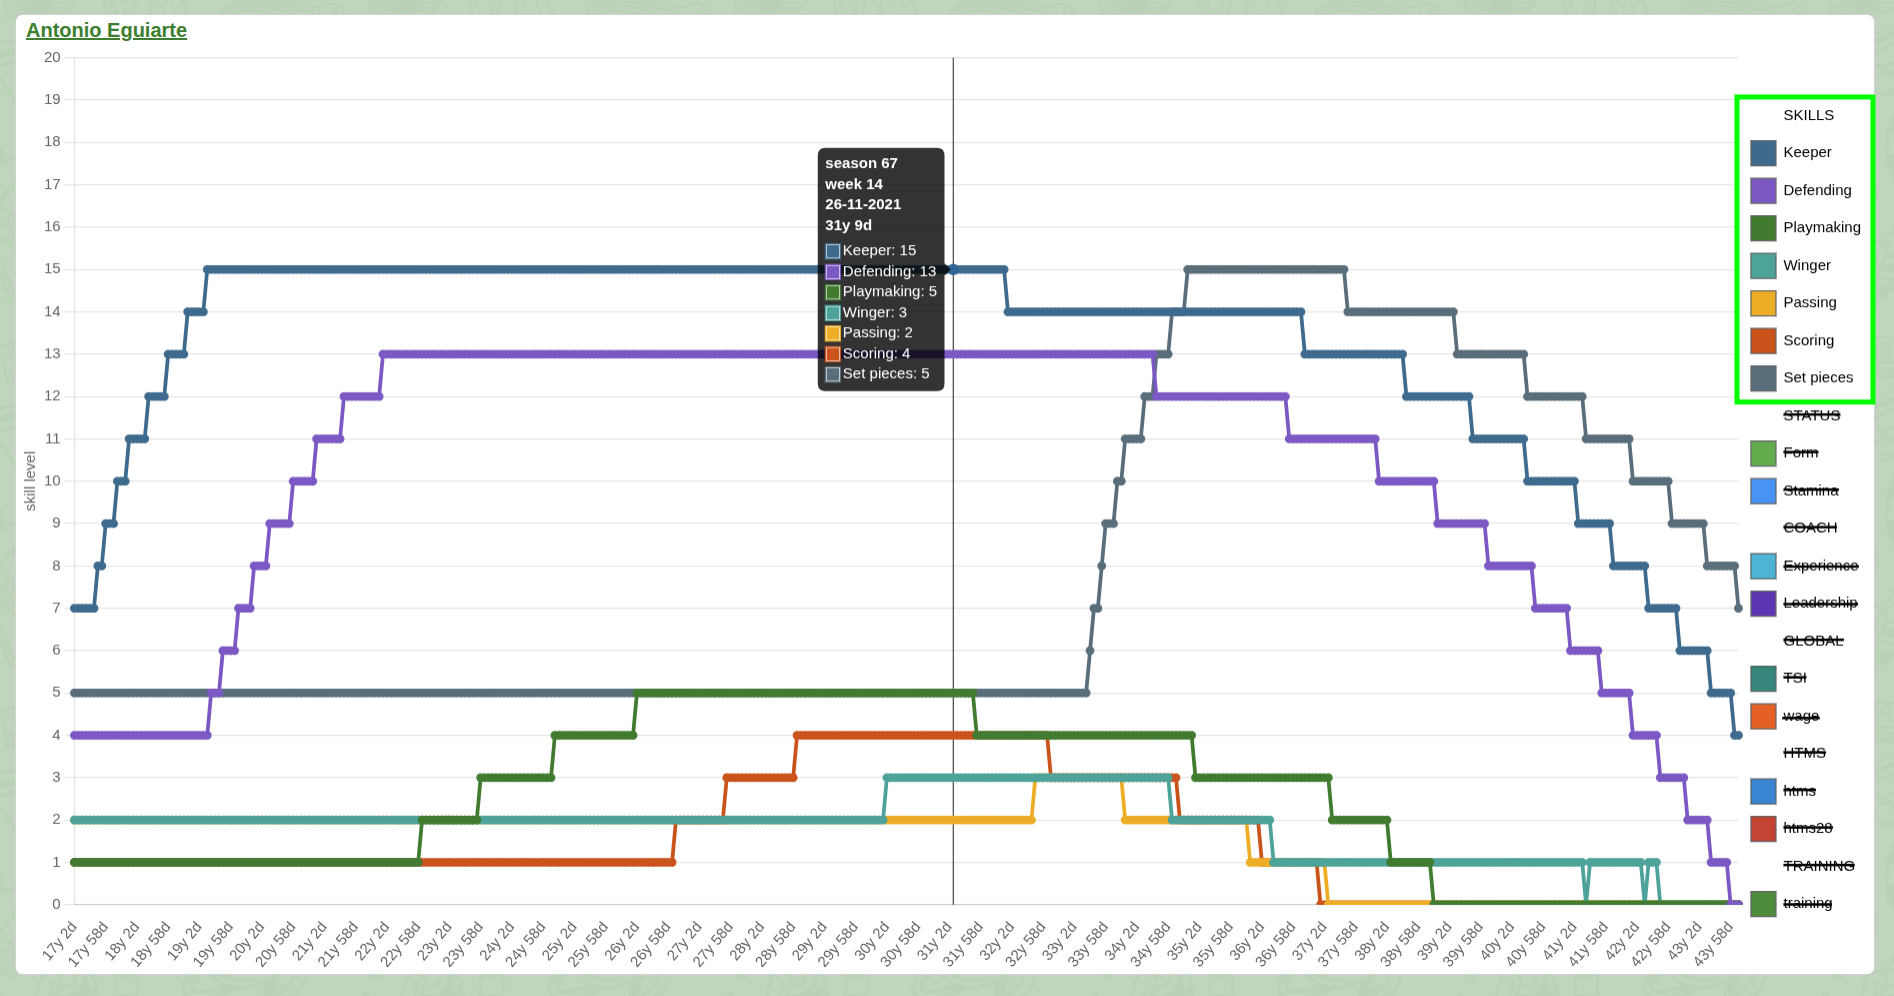 Antonio Eguiarte
20
19
18
17
16
15
14
13
12
11
10
9
8
7
6
5
4
3
2
1
0
skill level
season 67
week 14
26-11-2021
31y 9d
Keeper: 15
Defending: 13
Playmaking: 5
Winger: 3
Passing: 2
Scoring: 4
Set pieces: 5
SKILLS
Keeper
Defending
Playmaking
Winger
Passing
Scoring
Set pieces
STATUS
Form
Stamina
COACH
Experience
Leadership
GLOBAL
TSI
wage
HTMS
htms
htms28
TRAINING
training
17y 2d
17y 58d
18y 2d
18y 58d
19y 2d
19y 58d
20y 2d
20y 58d
21y 2d
21y 58d
22y 2d
22y 58d
23y 2d
23y 58d
24y 2d
24y 58d
25y 2d
25y 58d
26y 2d
26y 58d
27y 2d
27y 58d
28y 2d
28y 58d
29y 2d
29y 58d
30y 2d
30y 58d
31y 2d
31y 58d
32y 2d
32y 58d
33y 2d
33y 58d
34y 2d
34y 58d
35y 2d
35y 58d
36y 2d
36y 58d
37y 2d
37y 58d
38y 2d
38y 58d
39y 2d
39y 58d
40y 2d
40y 58d
41y 2d
41y 58d
42y 2d
42y 58d
43y 2d
43y 58d